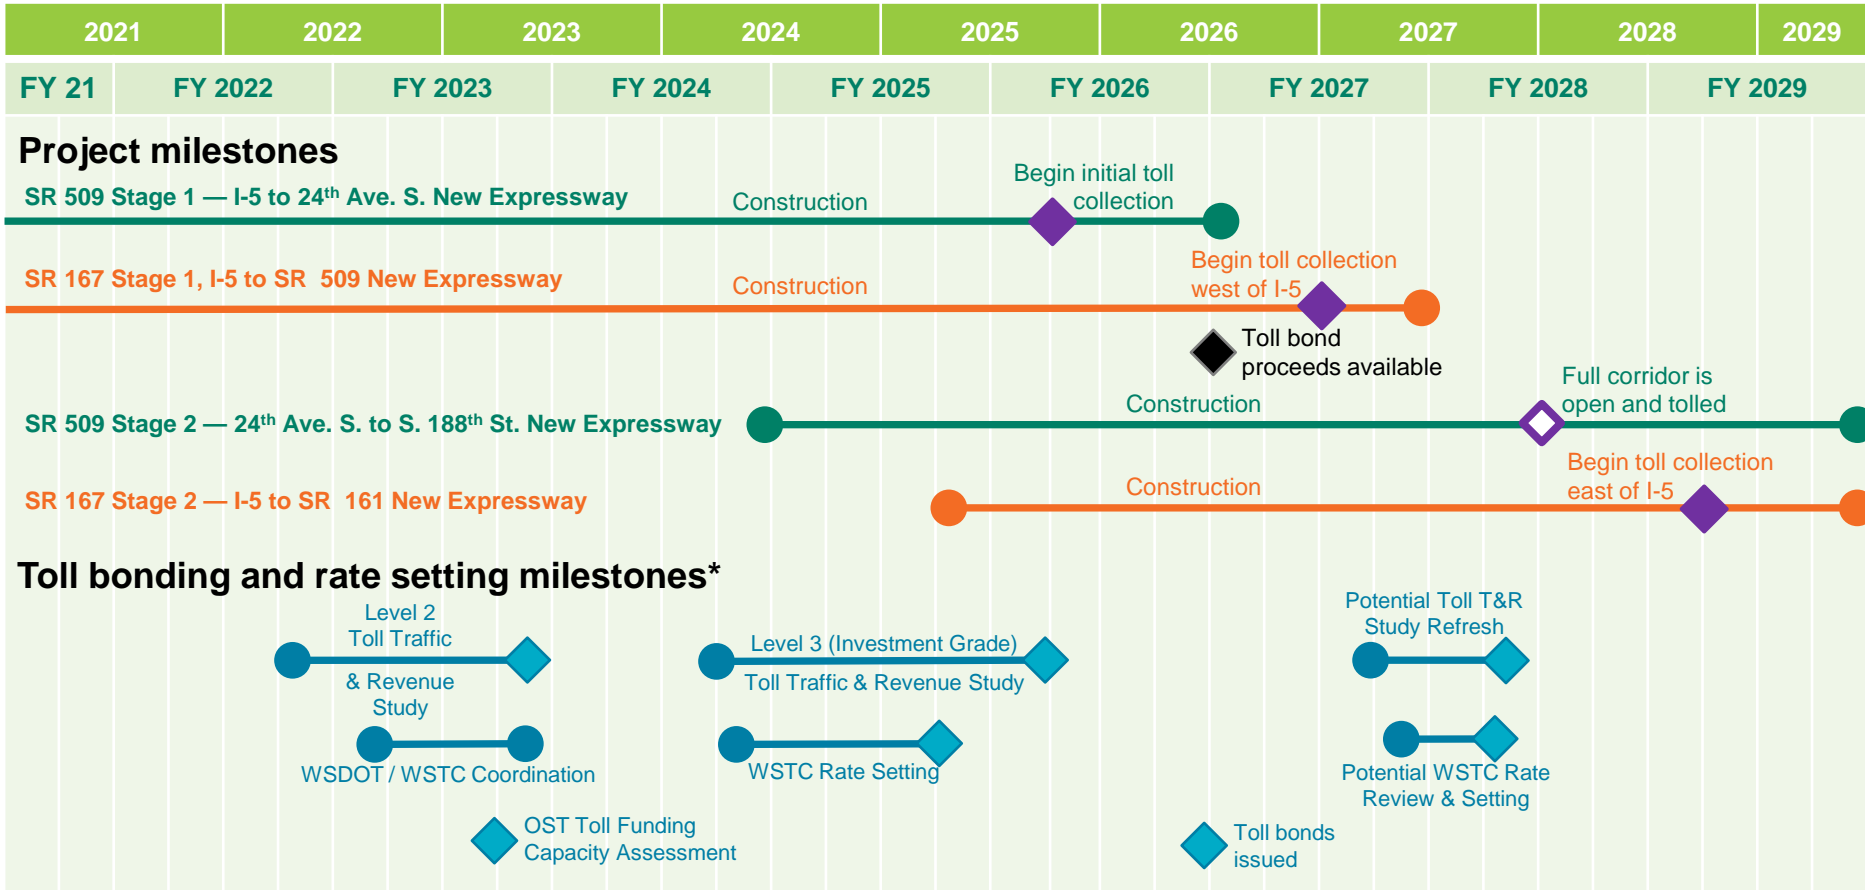 2021 2022 2023 2024 2025 2026 2027 2028 2029
FY 21 FY 2022 FY 2023 FY 2024 FY 2025 FY 2026 FY 2027 FY 2028 FY 2029
Project milestones
SR 509 Stage 1 — I-5 to 24th Ave. S. New Expressway
Construction
Begin initial toll
collection
SR 167 Stage 1, I-5 to SR 509 New Expressway
Construction
Begin toll collection
west of I-5
Toll bond
proceeds available
SR 509 Stage 2 — 24th Ave. S. to S. 188th St. New Expressway
Construction
Full corridor is
open and tolled
SR 167 Stage 2 — I-5 to SR 161 New Expressway
Construction
Begin toll collection
east of I-5
Toll bonding and rate setting milestones*
Level 2
Toll Traffic
& Revenue
Study
Level 3 (Investment Grade)
Toll Traffic & Revenue Study
Potential Toll T&R
Study Refresh
WSDOT / WSTC Coordination
WSTC Rate Setting
Potential WSTC Rate
Review & Setting
OST Toll Funding
Capacity Assessment
Toll bonds
issued